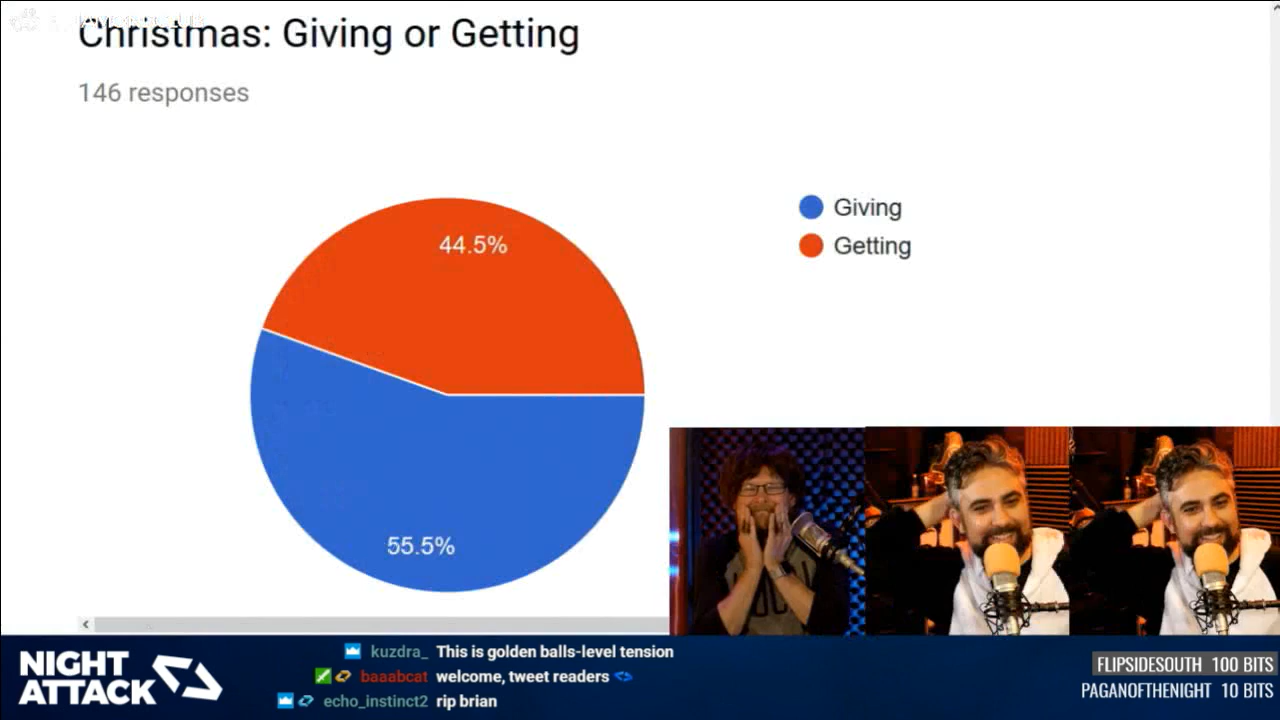 Christmas: Giving or Getting
146 responses
Giving
Getting
44.5%
55.5%
NIGHT
ATTACK
kuzdra_ This is golden balls-level tension
baaabcat welcome, tweet readers
echo_instinct2 rip brian
FLIPSIDESOUTH 100 BITS
PAGANOFTHENIGHT 10 BITS